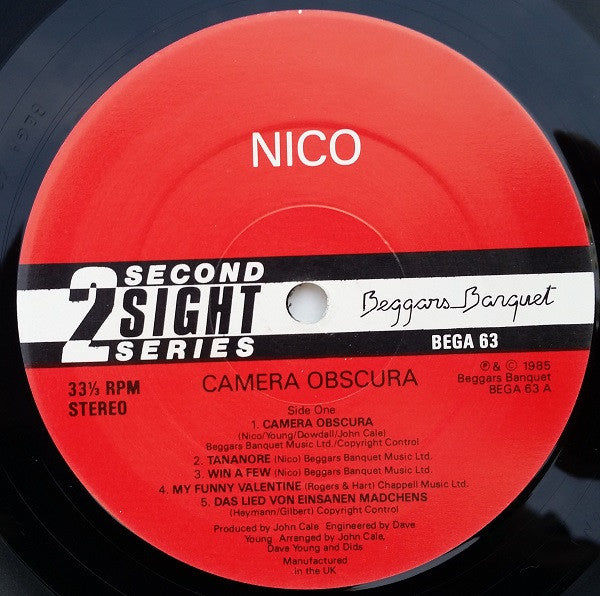 NICO
2 SECOND
SIGHT
SERIES
Beggars Banquet
BEGA 63
33⅓ RPM
STEREO
CAMERA OBSCURA
℗ & © 1985
Beggars Banquet
BEGA 63 A
Side One
1. CAMERA OBSCURA
(Nico/Young/Dowdall/John Cale)
Beggars Banquet Music Ltd./Copyright Control
2. TANANORE (Nico) Beggars Banquet Music Ltd.
3. WIN A FEW (Nico) Beggars Banquet Music Ltd.
4. MY FUNNY VALENTINE (Rogers & Hart) Chappell Music Ltd.
5. DAS LIED VON EINSANEN MADCHENS
(Heymann/Gilbert) Copyright Control
Produced by John Cale Engineered by Dave
Young Arranged by John Cale,
Dave Young and Dids
Manufactured
in the UK